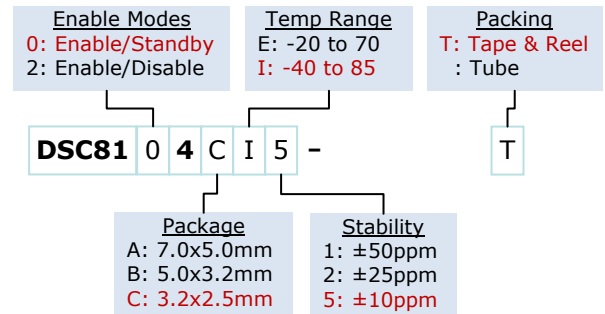 Enable Modes
0: Enable/Standby
2: Enable/Disable
Temp Range
E: -20 to 70
I: -40 to 85
Packing
T: Tape & Reel
: Tube
DSC81 0 4 C I 5 – T
Package
A: 7.0x5.0mm
B: 5.0x3.2mm
C: 3.2x2.5mm
Stability
1: ±50ppm
2: ±25ppm
5: ±10ppm